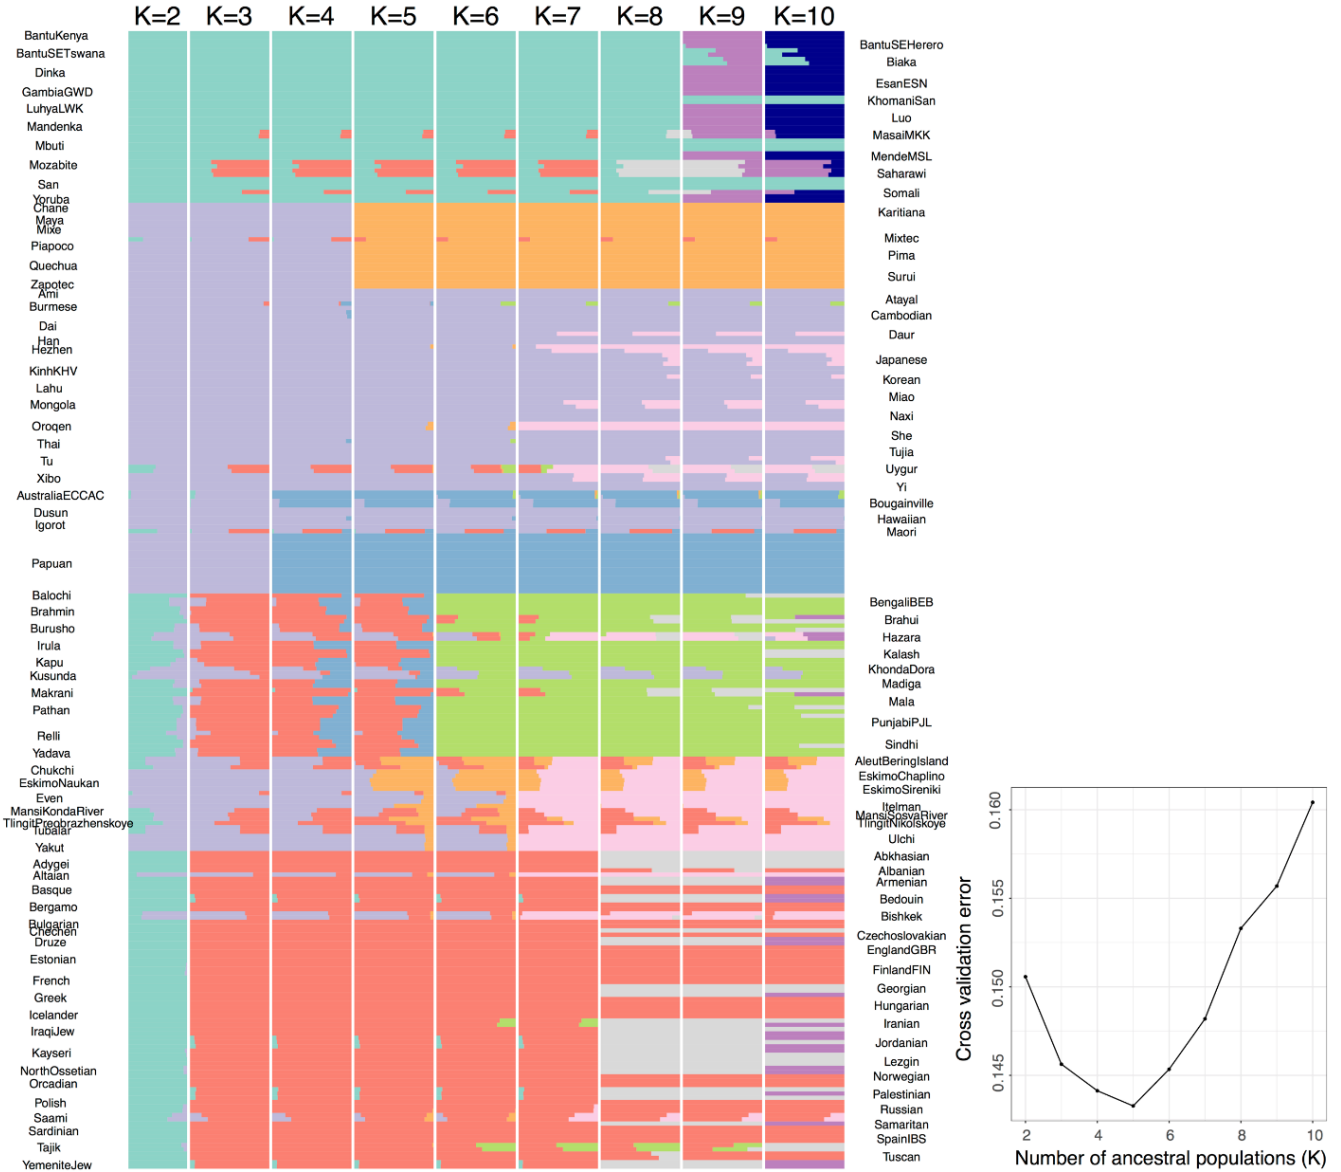 K=2 K=3 K=4 K=5 K=6 K=7 K=8 K=9 K=10
BantuKenya
BantuSETswana
Dinka
GambiaGWD
LuhyaLWK
Mandenka
Mbuti
Mozabite
San
Yoruba
Chane
Maya
Mixe
Piapoco
Quechua
Zapotec
Ami
Burmese
Dai
Han
Hezhen
KinhKHV
Lahu
Mongola
Oroqen
Thai
Tu
Xibo
AustraliaECCAC
Dusun
Igorot
Papuan
Balochi
Brahmin
Burusho
Irula
Kapu
Kusunda
Makrani
Pathan
Relli
Yadava
Chukchi
EskimoNaukan
Even
MansiKondaRiver
TlingitPreobrazhenskoye
Tubalar
Yakut
Adygei
Altaian
Basque
Bergamo
Bulgarian
Chechen
Druze
Estonian
French
Greek
Icelander
IraqiJew
Kayseri
NorthOssetian
Orcadian
Polish
Saami
Sardinian
Tajik
YemeniteJew
BantuSEHerero
Biaka
EsanESN
KhomaniSan
Luo
MasaiMKK
MendeMSL
Saharawi
Somali
Karitiana
Mixtec
Pima
Surui
Atayal
Cambodian
Daur
Japanese
Korean
Miao
Naxi
She
Tujia
Uygur
Yi
Bougainville
Hawaiian
Maori
BengaliBEB
Brahui
Hazara
Kalash
KhondaDora
Madiga
Mala
PunjabiPJL
Sindhi
AleutBeringIsland
EskimoChaplino
EskimoSireniki
Itelman
MansiSosvaRiver
TlingitNikolskoye
Ulchi
Abkhasian
Albanian
Armenian
Bedouin
Bishkek
Czechoslovakian
EnglandGBR
FinlandFIN
Georgian
Hungarian
Iranian
Jordanian
Lezgin
Norwegian
Palestinian
Russian
Samaritan
SpainIBS
Tuscan
Cross validation error
0.160
0.155
0.150
0.145
2 4 6 8 10
Number of ancestral populations (K)